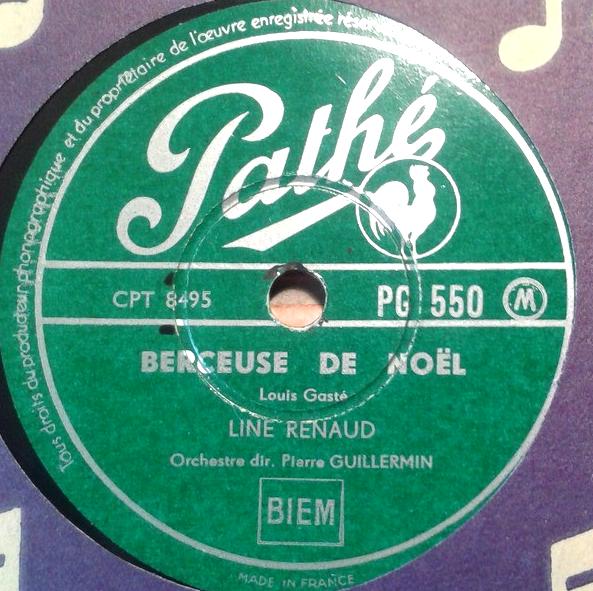 Tous droits du producteur phonographique et du propriétaire de l'œuvre enregistrée
Pathé
CPT 8495
PG 550 M
BERCEUSE DE NOËL
Louis Gasté
LINE RENAUD
Orchestre dir. Pierre GUILLERMIN
BIEM
MADE IN FRANCE